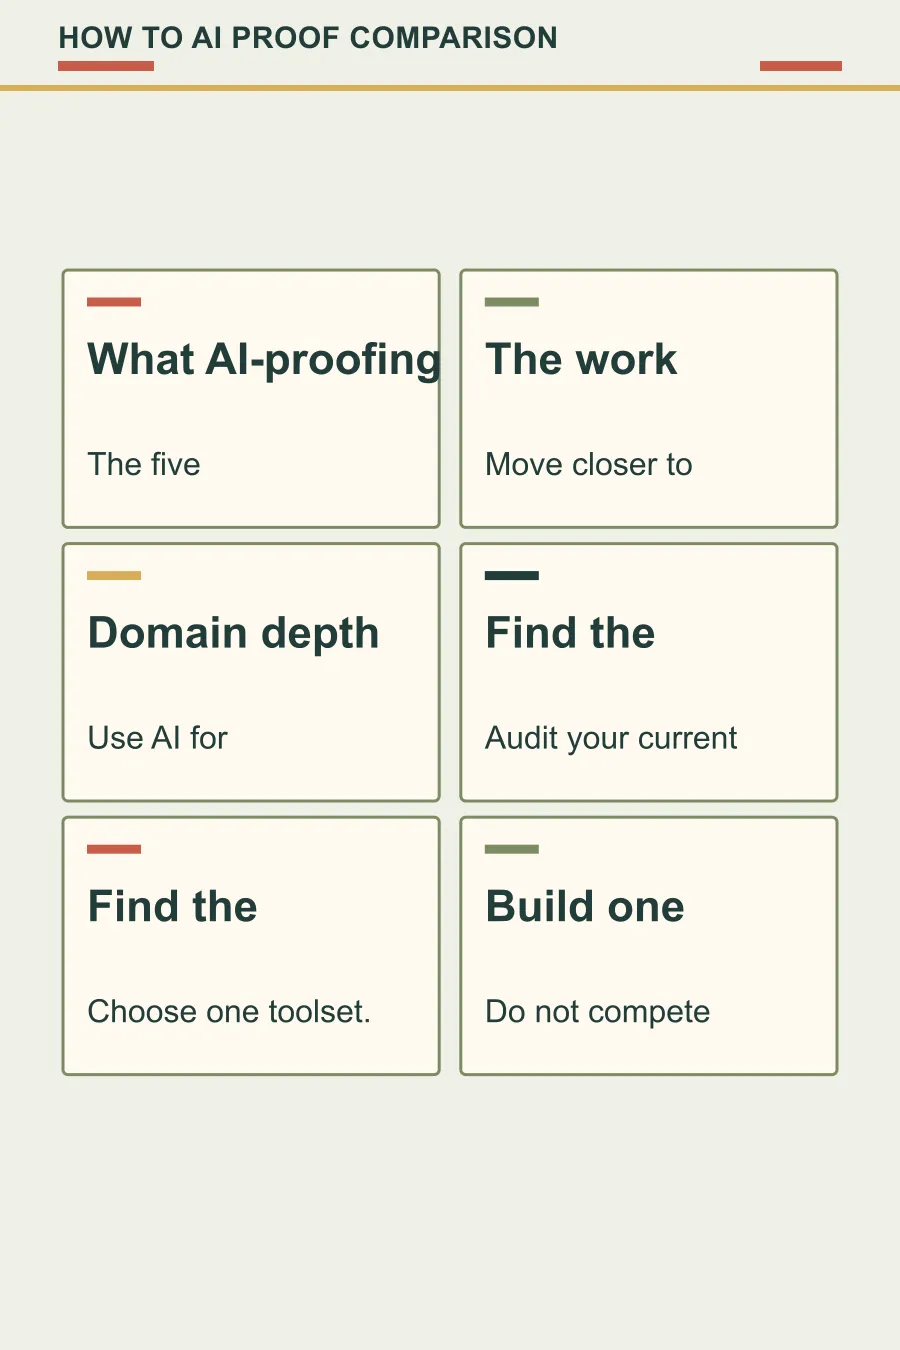 HOW TO AI PROOF COMPARISON
What AI-proofing
The five
The work
Move closer to
Domain depth
Use AI for
Find the
Audit your current
Find the
Choose one toolset.
Build one
Do not compete